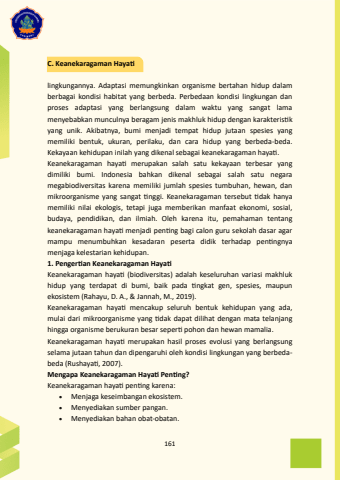 C. Keanekaragaman Hayati
lingkungannya. Adaptasi memungkinkan organisme bertahan hidup dalam
berbagai kondisi habitat yang berbeda. Perbedaan kondisi lingkungan dan
proses adaptasi yang berlangsung dalam waktu yang sangat lama
menyebabkan munculnya beragam jenis makhluk hidup dengan karakteristik
yang unik. Akibatnya, bumi menjadi tempat hidup jutaan spesies yang
memiliki bentuk, ukuran, perilaku, dan cara hidup yang berbeda-beda.
Kekayaan kehidupan inilah yang dikenal sebagai keanekaragaman hayati.
Keanekaragaman hayati merupakan salah satu kekayaan terbesar yang
dimiliki bumi. Indonesia bahkan dikenal sebagai salah satu negara
megabiodiversitas karena memiliki jumlah spesies tumbuhan, hewan, dan
mikroorganisme yang sangat tinggi. Keanekaragaman tersebut tidak hanya
memiliki nilai ekologis, tetapi juga memberikan manfaat ekonomi, sosial,
budaya, pendidikan, dan ilmiah. Oleh karena itu, pemahaman tentang
keanekaragaman hayati menjadi penting bagi calon guru sekolah dasar agar
mampu menumbuhkan kesadaran peserta didik terhadap pentingnya
menjaga kelestarian kehidupan.
1. Pengertian Keanekaragaman Hayati
Keanekaragaman hayati (biodiversitas) adalah keseluruhan variasi makhluk
hidup yang terdapat di bumi, baik pada tingkat gen, spesies, maupun
ekosistem (Rahayu, D. A., & Jannah, M., 2019).
Keanekaragaman hayati mencakup seluruh bentuk kehidupan yang ada,
mulai dari mikroorganisme yang tidak dapat dilihat dengan mata telanjang
hingga organisme berukuran besar seperti pohon dan hewan mamalia.
Keanekaragaman hayati merupakan hasil proses evolusi yang berlangsung
selama jutaan tahun dan dipengaruhi oleh kondisi lingkungan yang berbeda-
beda (Rushayati, 2007).
Mengapa Keanekaragaman Hayati Penting?
Keanekaragaman hayati penting karena:
• Menjaga keseimbangan ekosistem.
• Menyediakan sumber pangan.
• Menyediakan bahan obat-obatan.
161